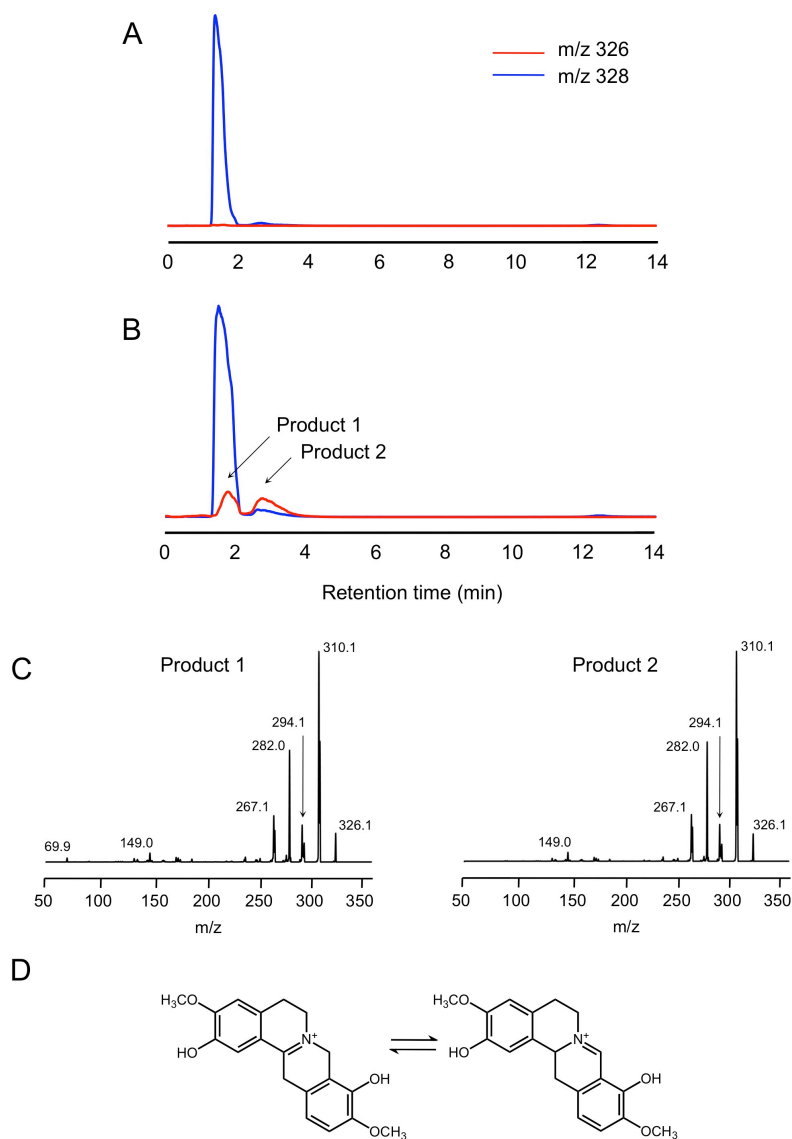 A
m/z 326
m/z 328
0 2 4 6 8 10 12 14
B
Product 1
Product 2
0 2 4 6 8 10 12 14
Retention time (min)
C
Product 1
310.1
294.1
282.0
267.1
326.1
69.9
149.0
50 100 150 200 250 300 350
m/z
Product 2
310.1
294.1
282.0
267.1
326.1
149.0
50 100 150 200 250 300 350
m/z
D
H₃CO
HO
N⁺
OH
OCH₃
H₃CO
HO
N⁺
OH
OCH₃